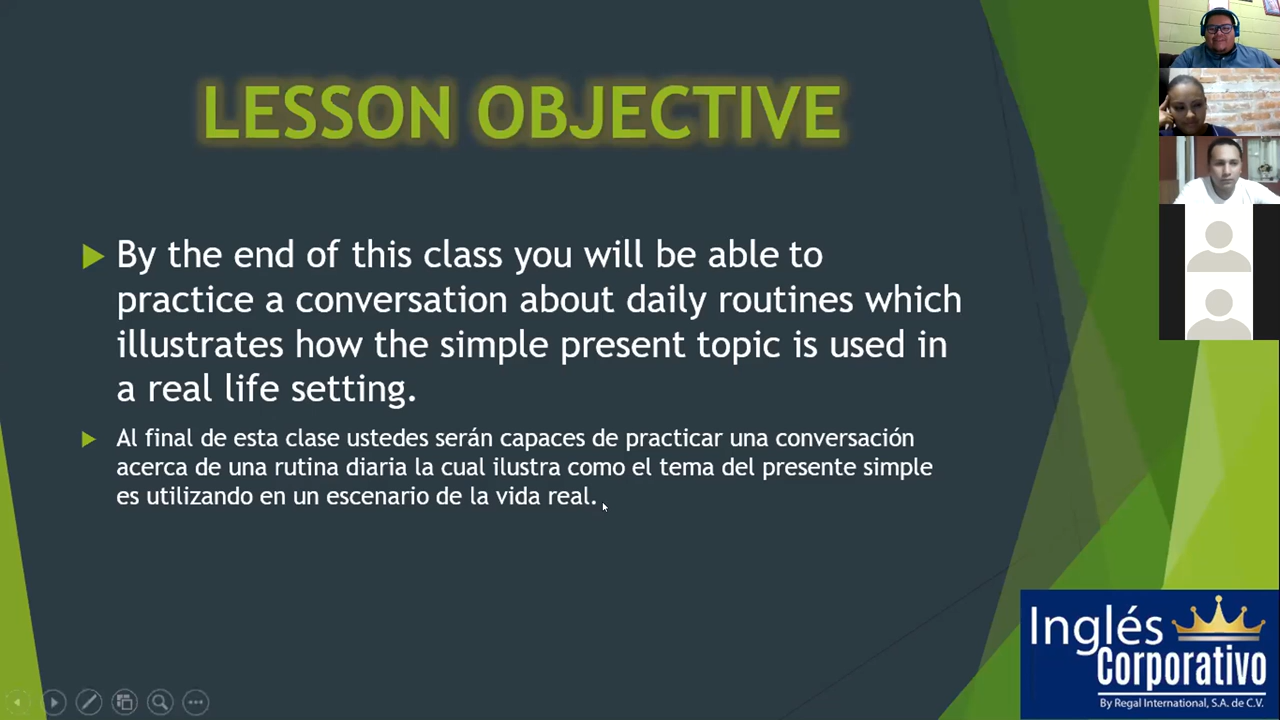 LESSON OBJECTIVE
By the end of this class you will be able to
practice a conversation about daily routines which
illustrates how the simple present topic is used in
a real life setting.
Al final de esta clase ustedes serán capaces de practicar una conversación
acerca de una rutina diaria la cual ilustra como el tema del presente simple
es utilizando en un escenario de la vida real.
Inglés
Corporativo
By Regal International, S.A. de C.V.